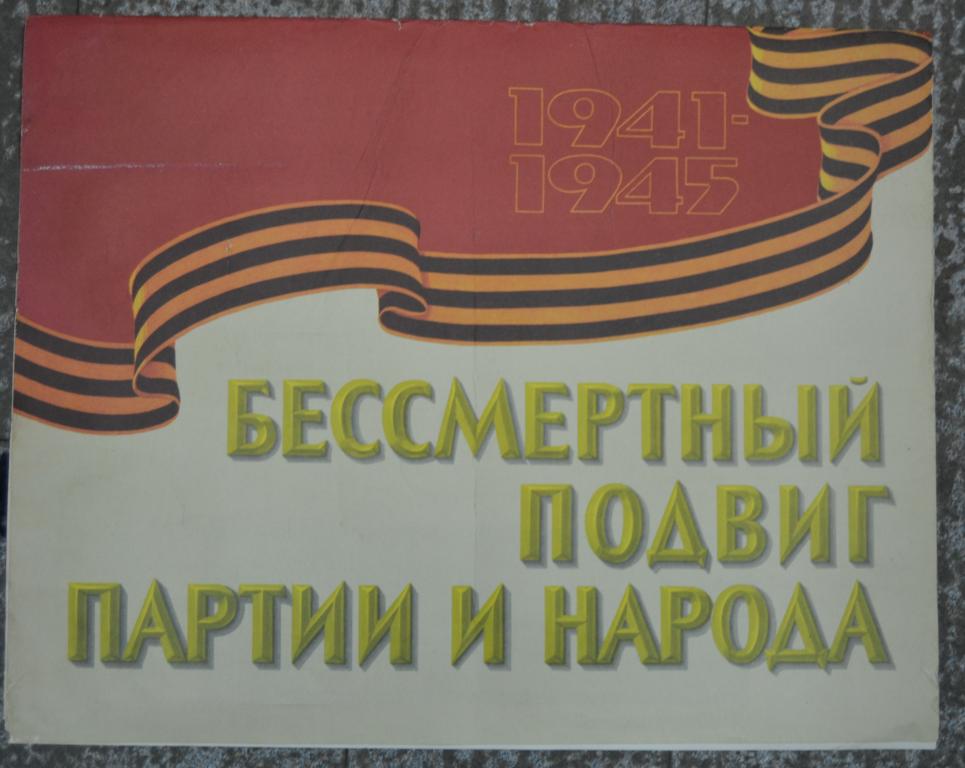 1941-
1945
БЕССМЕРТНЫЙ
ПОДВИГ
ПАРТИИ И НАРОДА